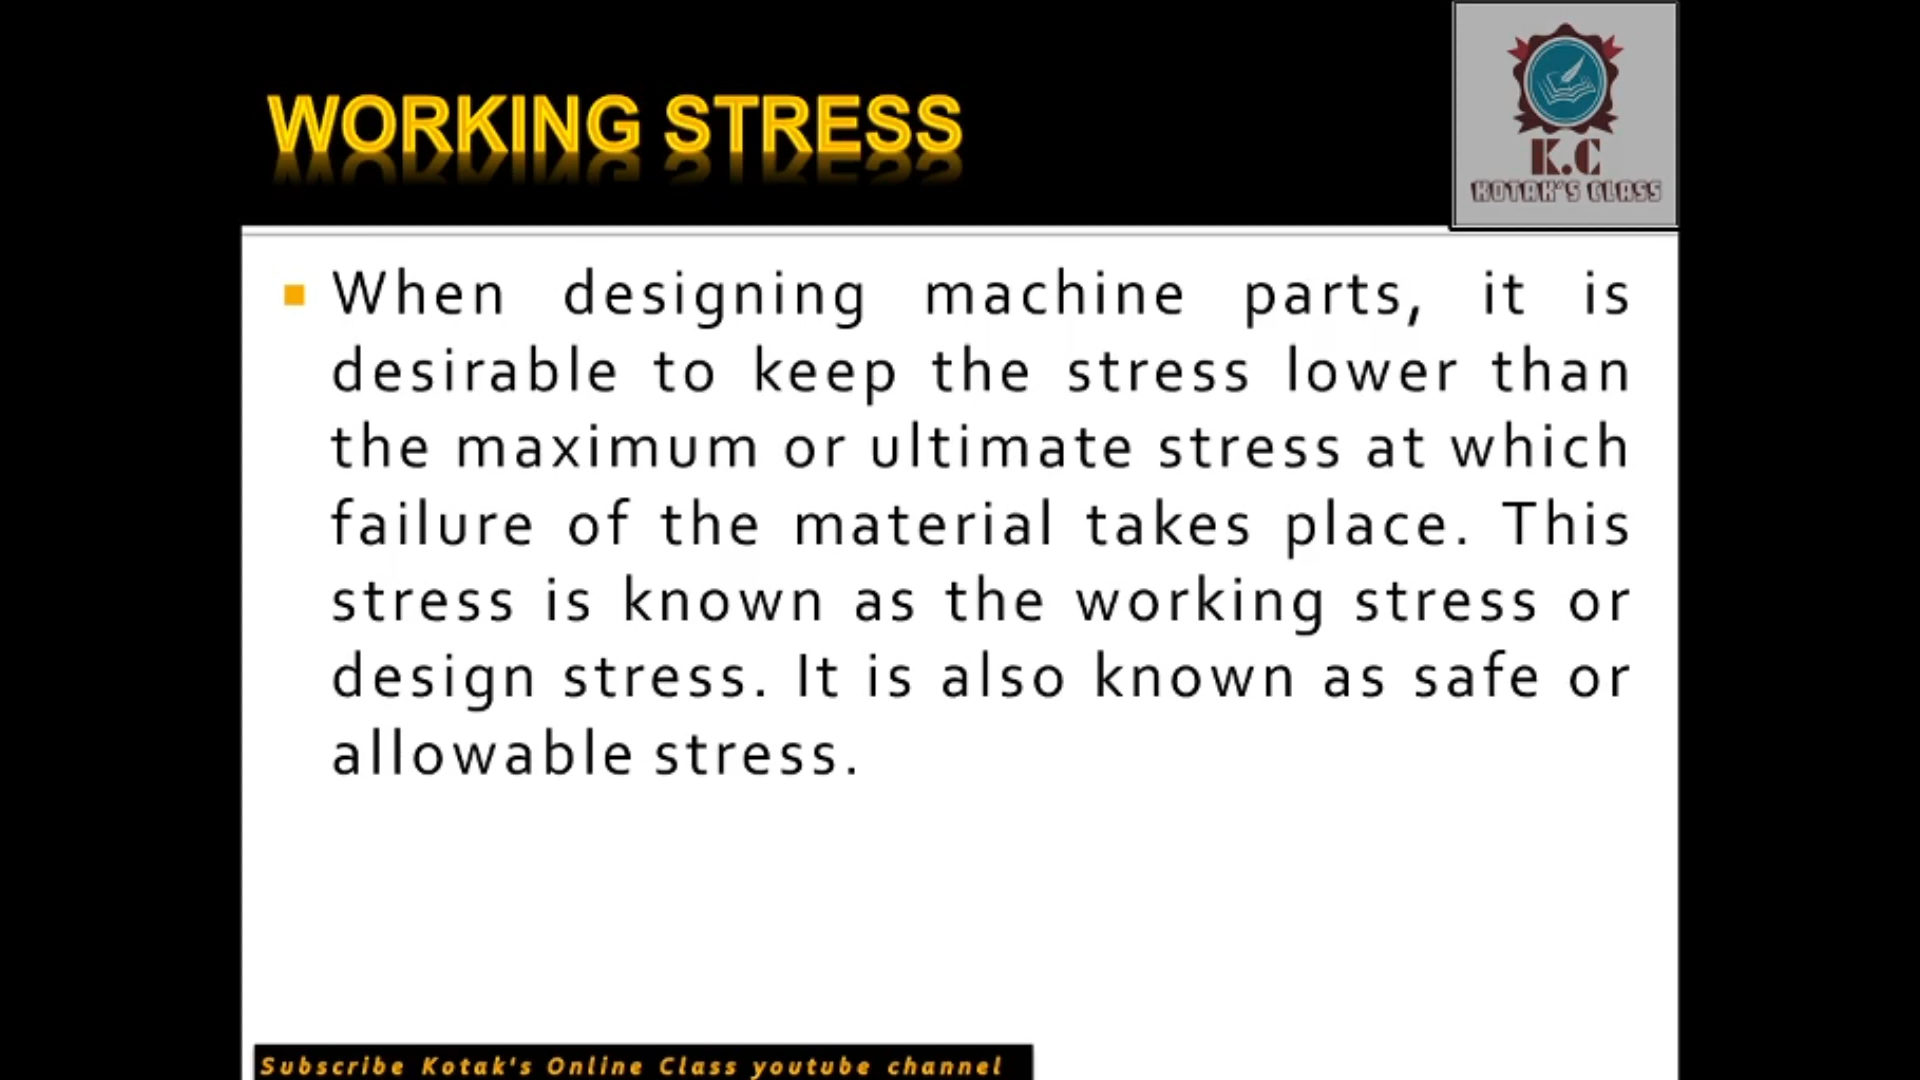 WORKING STRESS
K.C
KOTAK'S CLASS
When designing machine parts, it is
desirable to keep the stress lower than
the maximum or ultimate stress at which
failure of the material takes place. This
stress is known as the working stress or
design stress. It is also known as safe or
allowable stress.
Subscribe Kotak's Online Class youtube channel